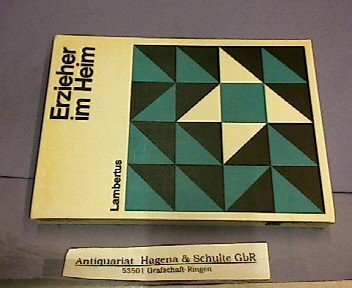 Erzieher
im Heim
Lambertus
Antiquariat Hagena & Schulte GbR
53501 Grafschaft-Ringen